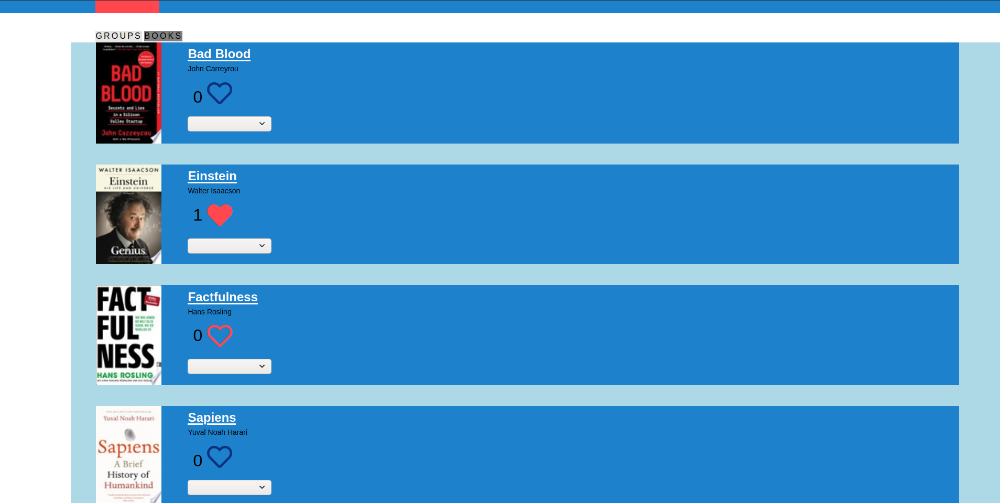 GROUPS BOOKS
BAD
BLOOD
Secrets and Lies
in a Silicon
Valley Startup
John Carreyrou
Bad Blood
John Carreyrou
0
WALTER ISAACSON
Einstein
HIS LIFE AND UNIVERSE
Genius
Einstein
Walter Isaacson
1
FACT
FUL
NESS
HANS ROSLING
Factfulness
Hans Rosling
0
Yuval Noah Harari
Sapiens
A Brief
History of
Humankind
Sapiens
Yuval Noah Harari
0